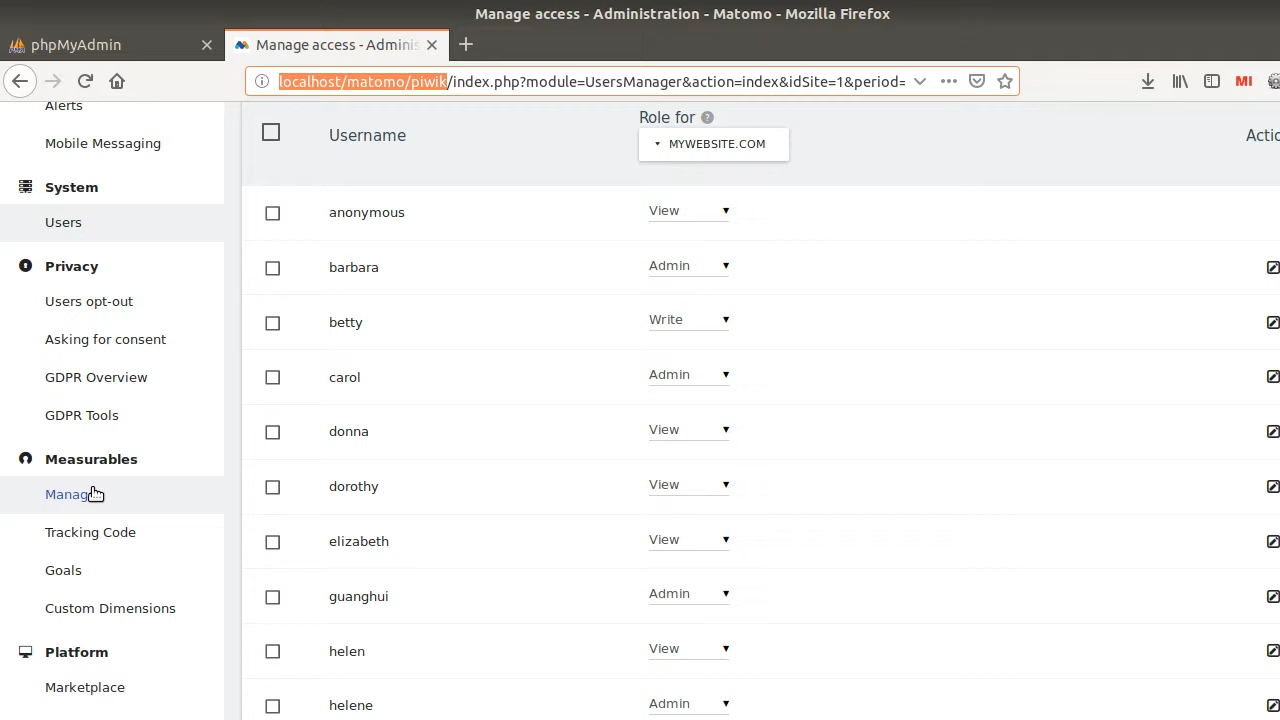 Manage access - Administration - Matomo - Mozilla Firefox
phpMyAdmin
Manage access - Adminis
localhost/matomo/piwik/index.php?module=UsersManager&action=index&idSite=1&period=
MI
Alerts
Mobile Messaging
System
Users
Privacy
Users opt-out
Asking for consent
GDPR Overview
GDPR Tools
Measurables
Manag
Tracking Code
Goals
Custom Dimensions
Platform
Marketplace
Username
Role for ?
MYWEBSITE.COM
Actio
anonymous View
barbara Admin
betty Write
carol Admin
donna View
dorothy View
elizabeth View
guanghui Admin
helen View
helene Admin